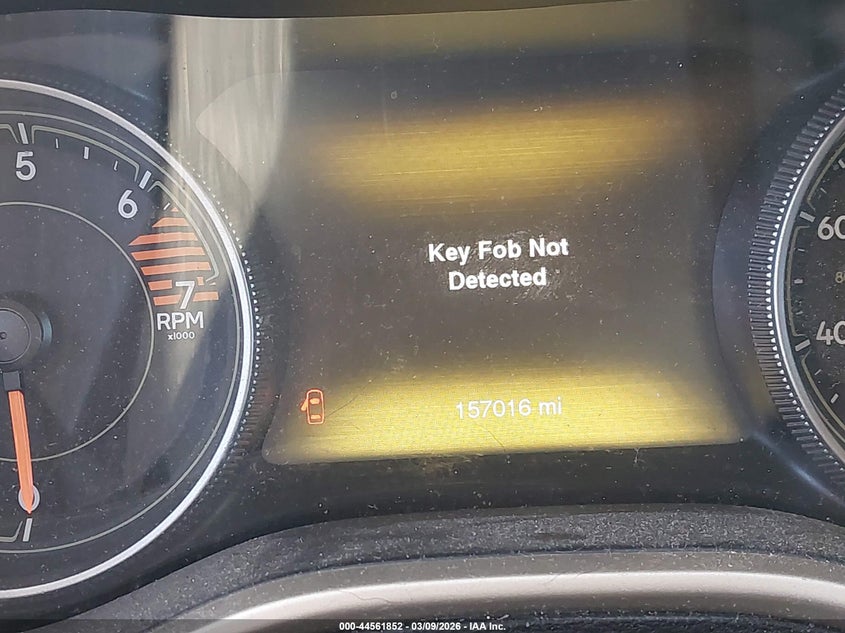 5
6
7
RPM
x1000
0
Key Fob Not
Detected
157016 mi
60
40
000-44561852 - 03/09/2026 - IAA Inc.